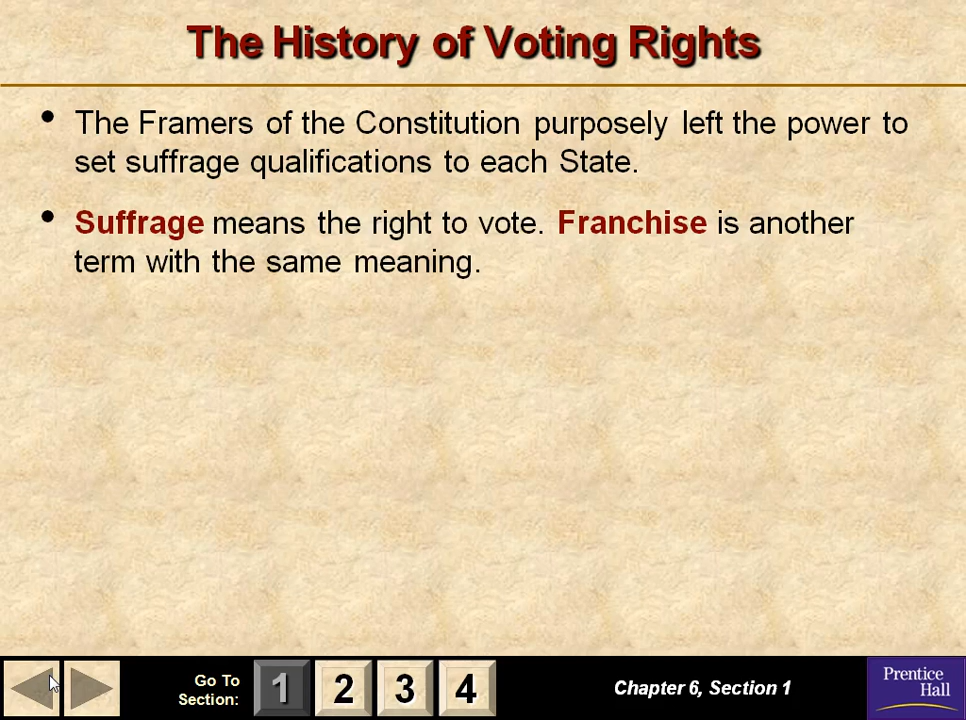 The History of Voting Rights
• The Framers of the Constitution purposely left the power to
set suffrage qualifications to each State.
• Suffrage means the right to vote. Franchise is another
term with the same meaning.
Go To
Section:
1 2 3 4
Chapter 6, Section 1
Prentice
Hall